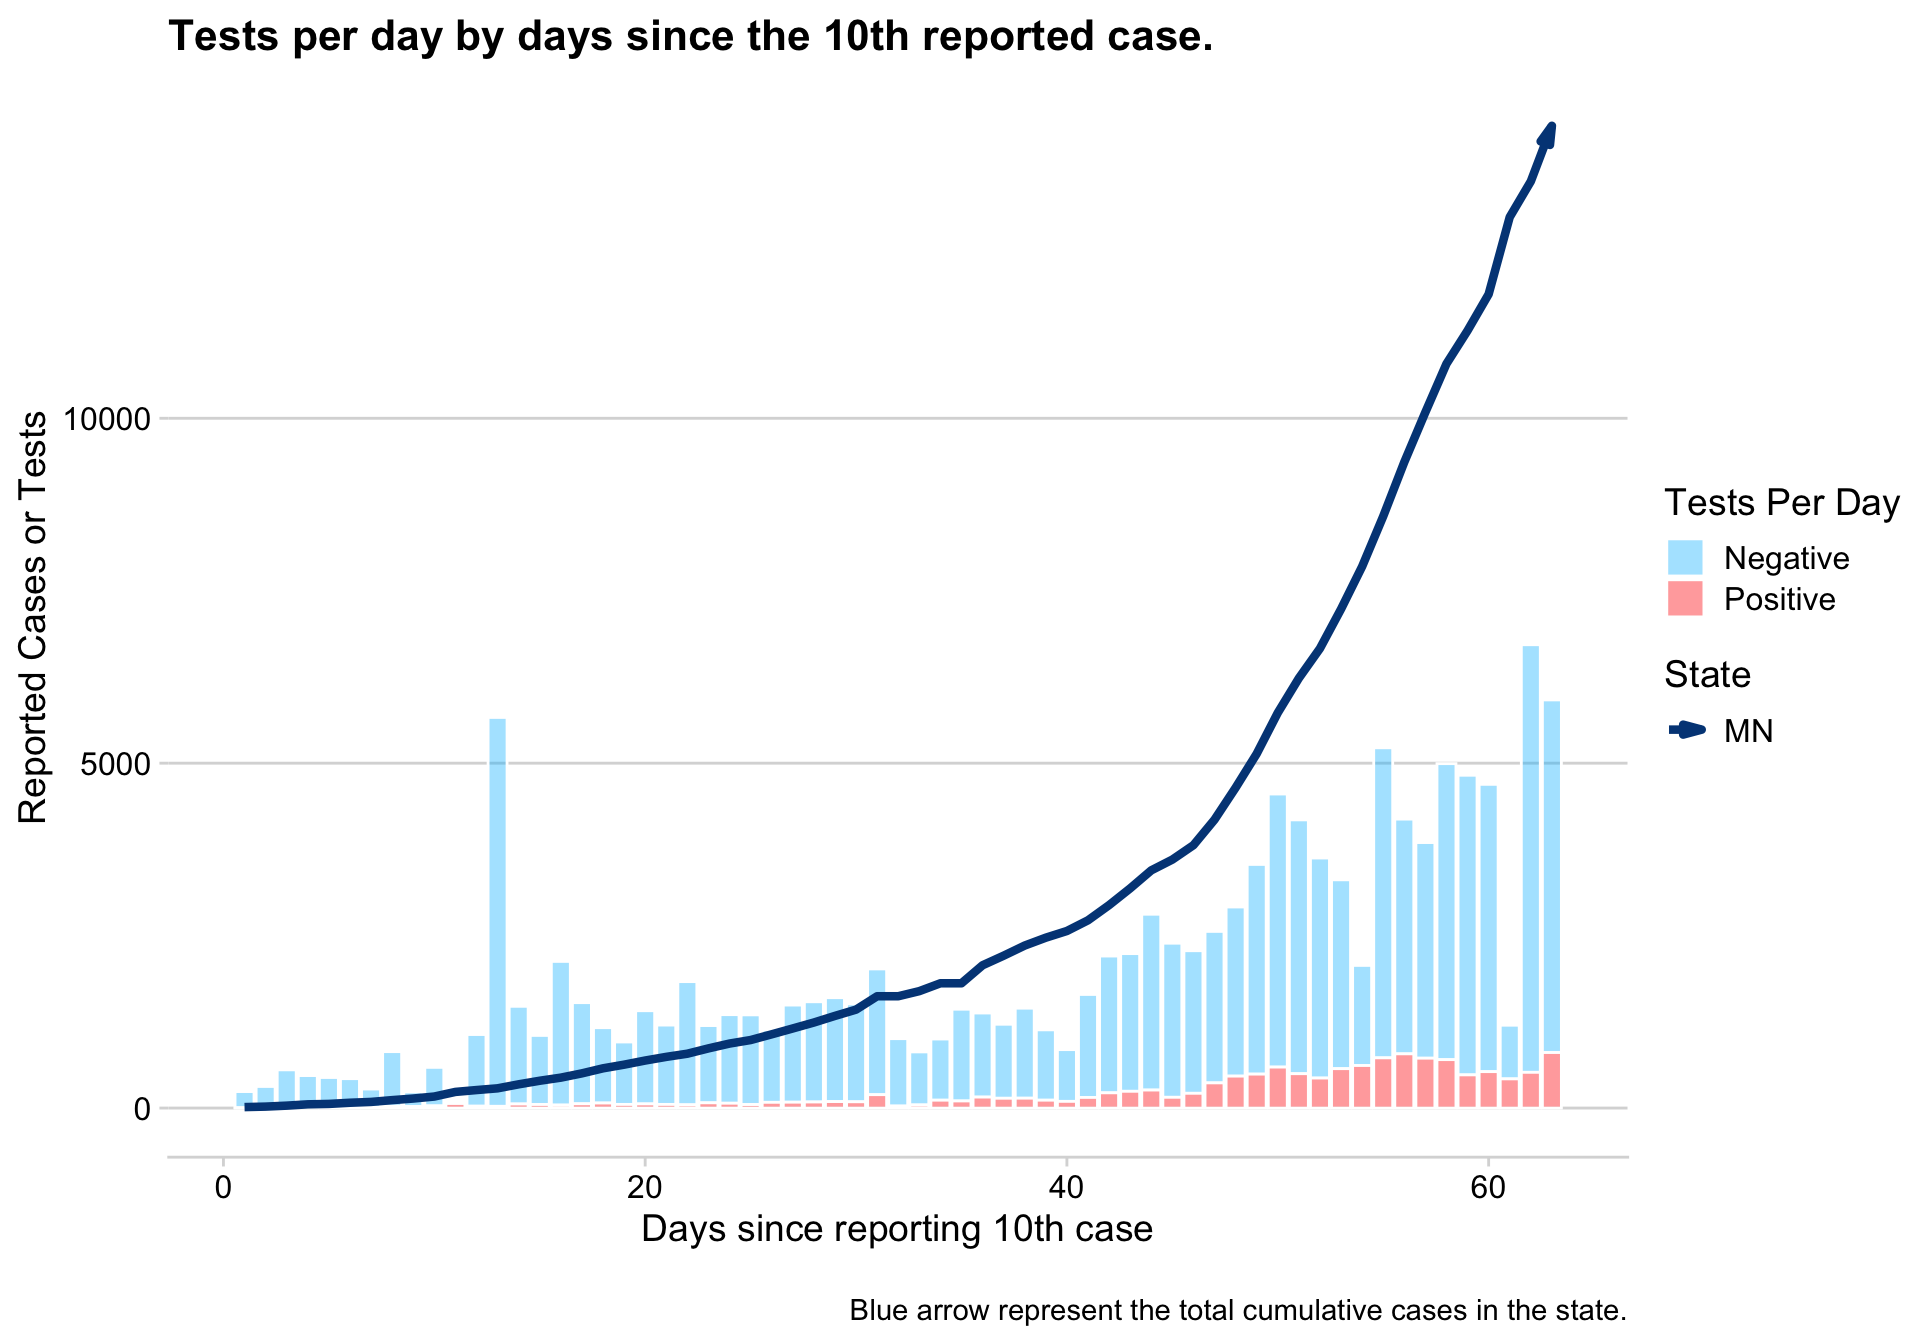 Tests per day by days since the 10th reported case.
Reported Cases or Tests
10000
5000
0
0
20
40
60
Days since reporting 10th case
Tests Per Day
Negative
Positive
State
MN
Blue arrow represent the total cumulative cases in the state.